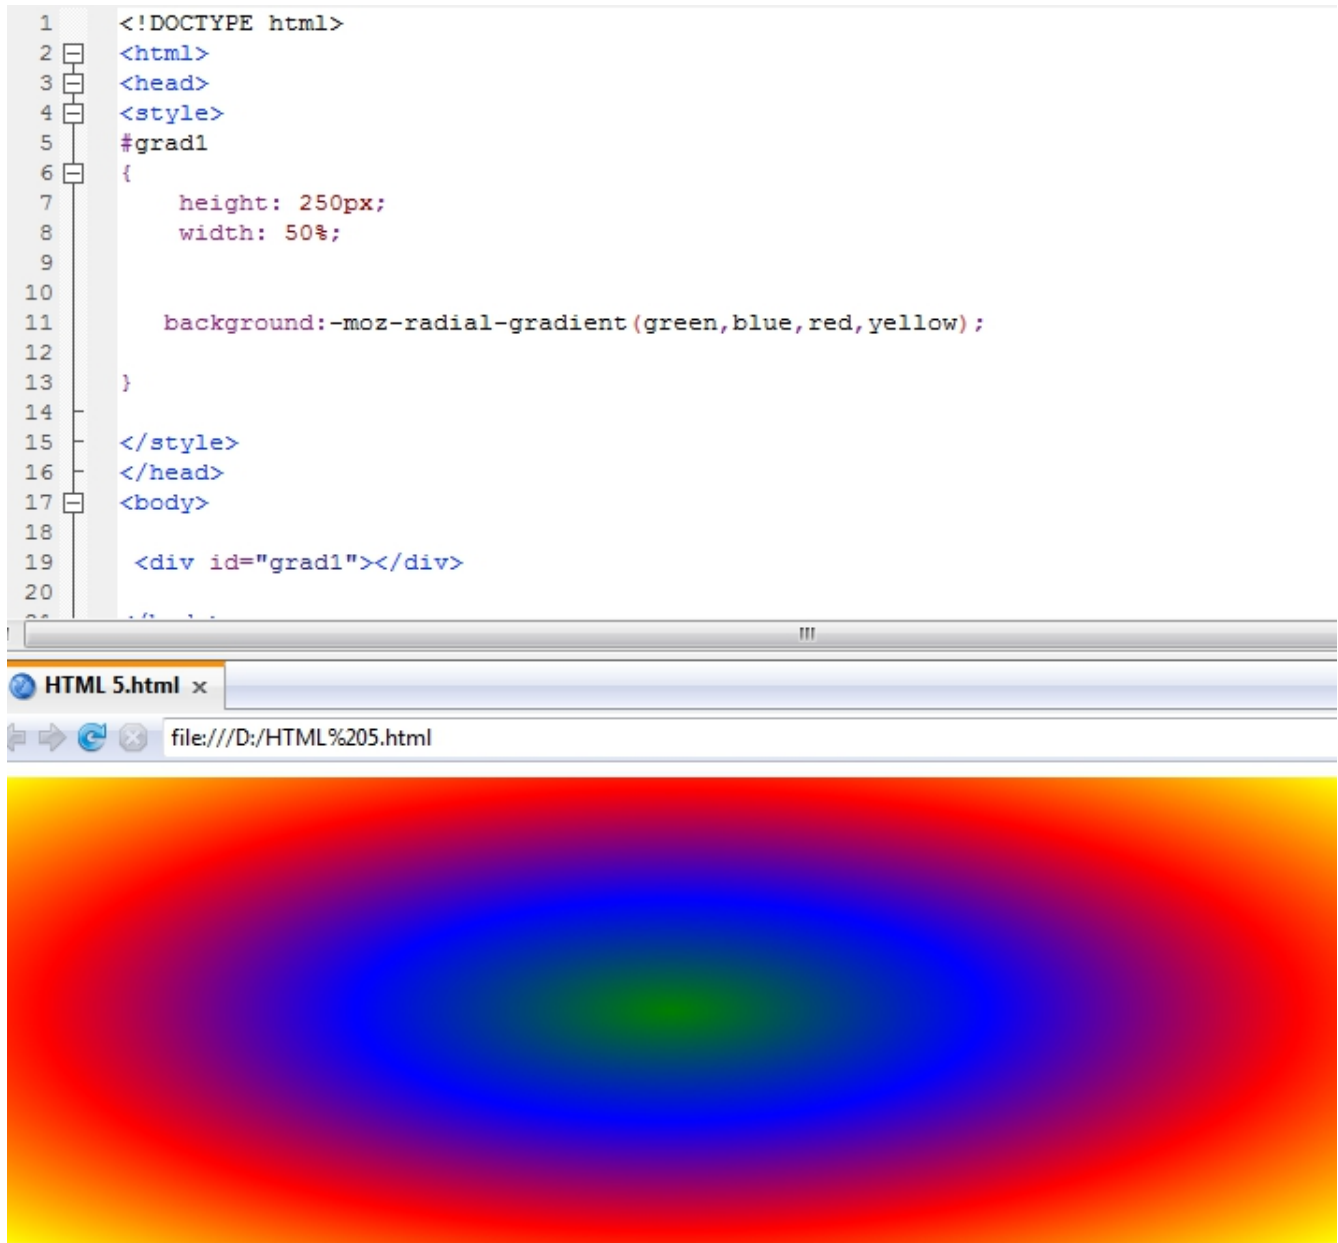 1 <!DOCTYPE html>
2 <html>
3 <head>
4 <style>
5 #grad1
6 {
7 height: 250px;
8 width: 50%;
9
10
11 background:-moz-radial-gradient(green,blue,red,yellow);
12
13 }
14
15 </style>
16 </head>
17 <body>
18
19 <div id="grad1"></div>
20
HTML 5.html x
file:///D:/HTML%205.html